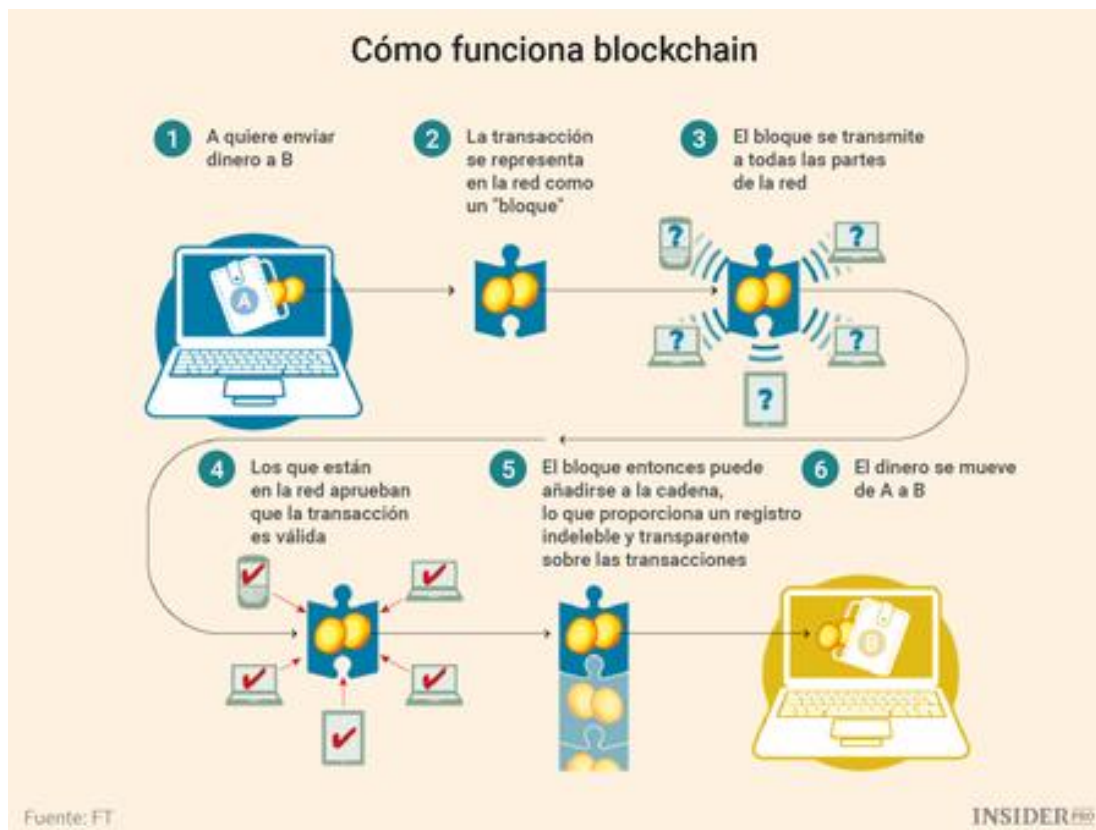 Cómo funciona blockchain
1
A quiere enviar
dinero a B
2
La transacción
se representa
en la red como
un "bloque"
3
El bloque se transmite
a todas las partes
de la red
A
?
?
?
?
?
4
Los que están
en la red aprueban
que la transacción
es válida
5
El bloque entonces puede
añadirse a la cadena,
lo que proporciona un registro
indeleble y transparente
sobre las transacciones
6
El dinero se mueve
de A a B
B
Fuente: FT
INSIDER PRO